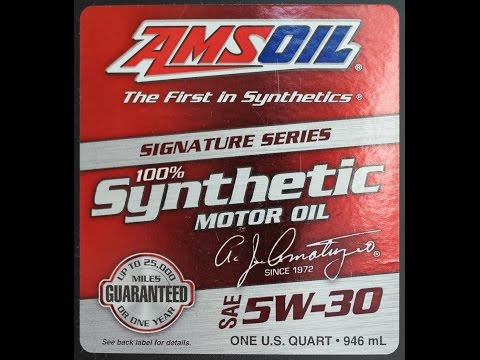 AMSOIL®
The First in Synthetics®
SIGNATURE SERIES
100%
Synthetic
MOTOR OIL
A. J. Amatuzio®
SINCE 1972
UP TO 25,000
MILES
GUARANTEED
OR ONE YEAR
See back label for details.
SAE 5W-30
ONE U.S. QUART • 946 mL